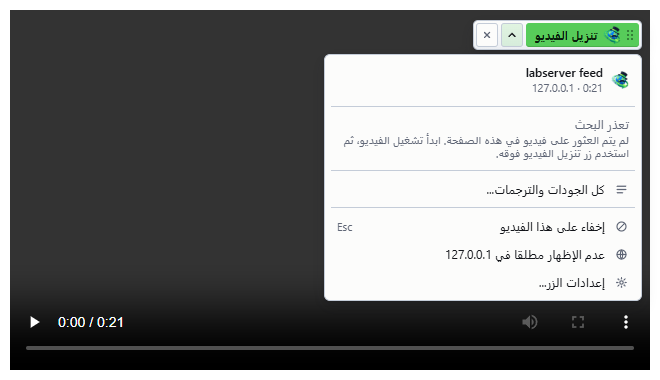 تنزيل الفيديو
labserver feed
127.0.0.1 · 0:21
تعذر البحث
لم يتم العثور على فيديو في هذه الصفحة. ابدأ تشغيل الفيديو، ثم
استخدم زر تنزيل الفيديو فوقه.
كل الجودات والترجمات...
إخفاء على هذا الفيديو Esc
عدم الإظهار مطلقا في 127.0.0.1
إعدادات الزر...
0:00 / 0:21